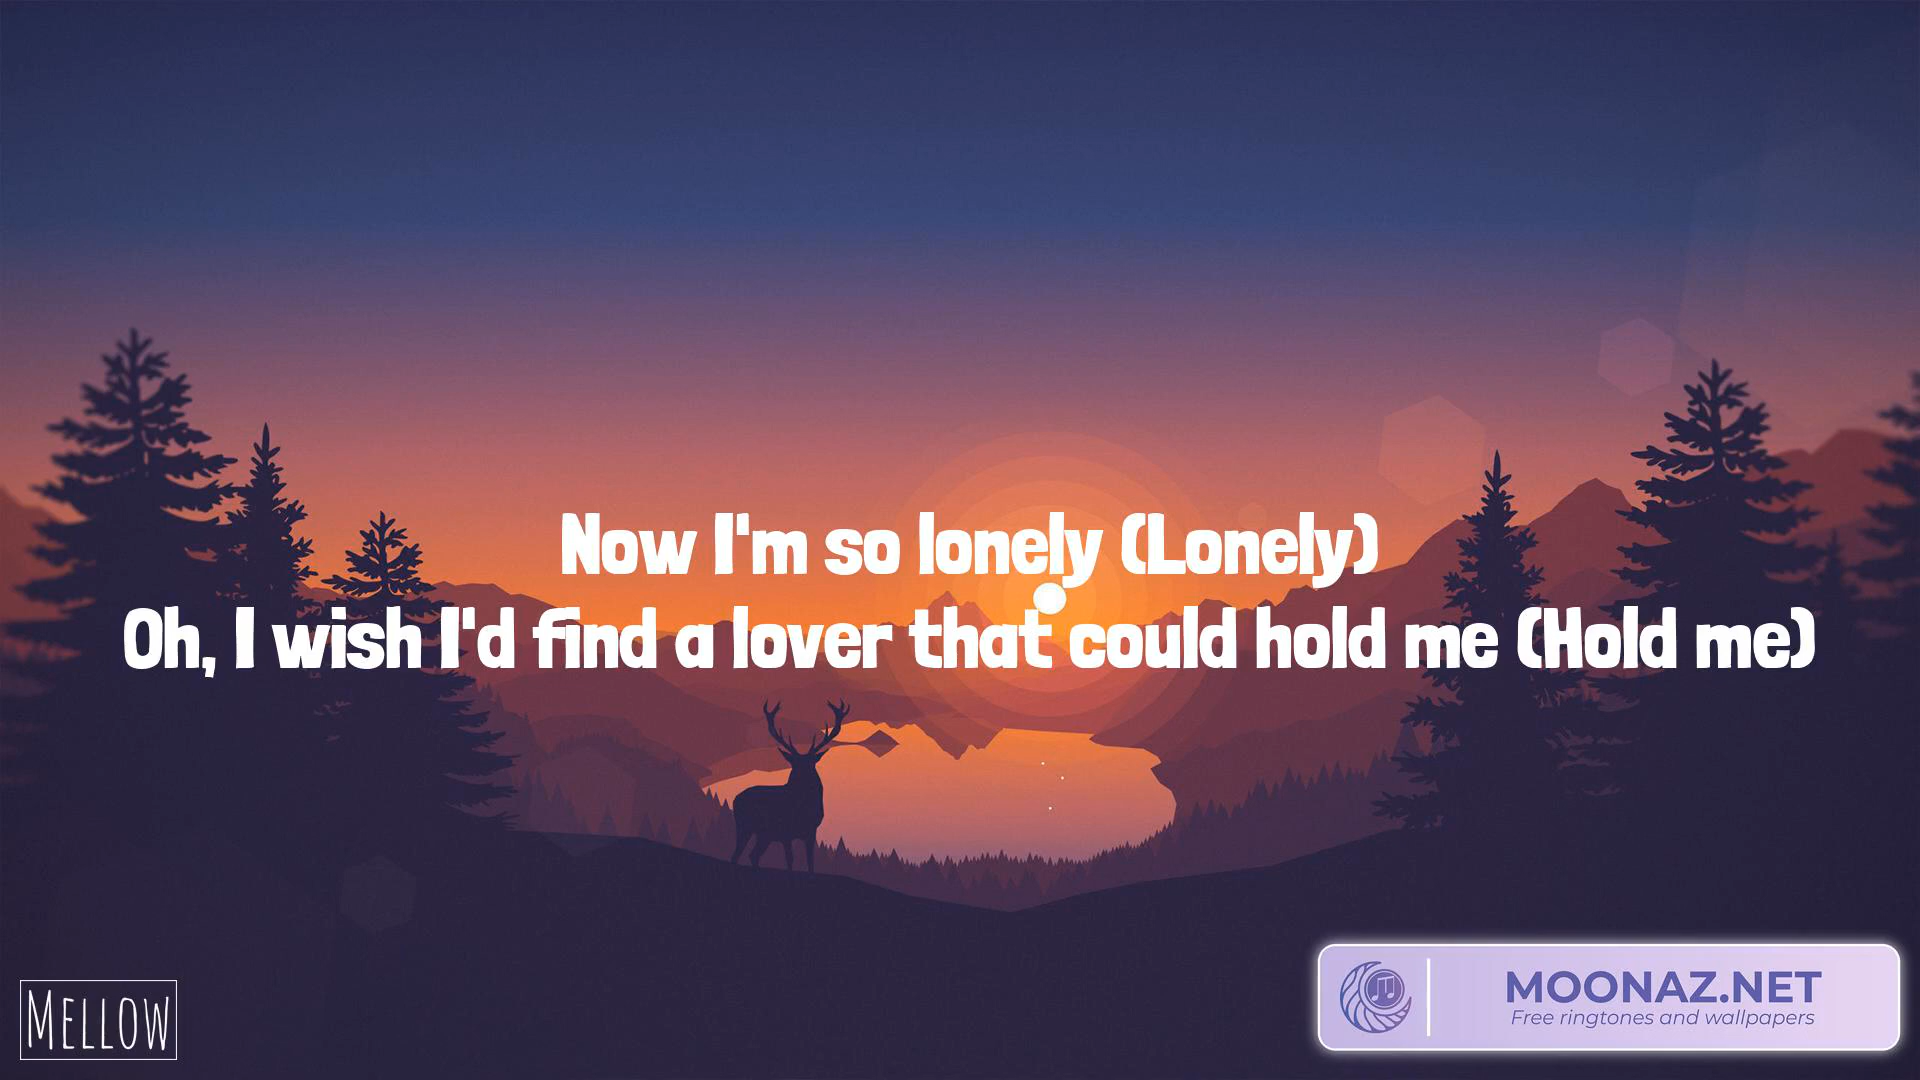 Now I'm so lonely (Lonely)
Oh, I wish I'd find a lover that could hold me (Hold me)
MELLOW
MOONAZ.NET
Free ringtones and wallpapers